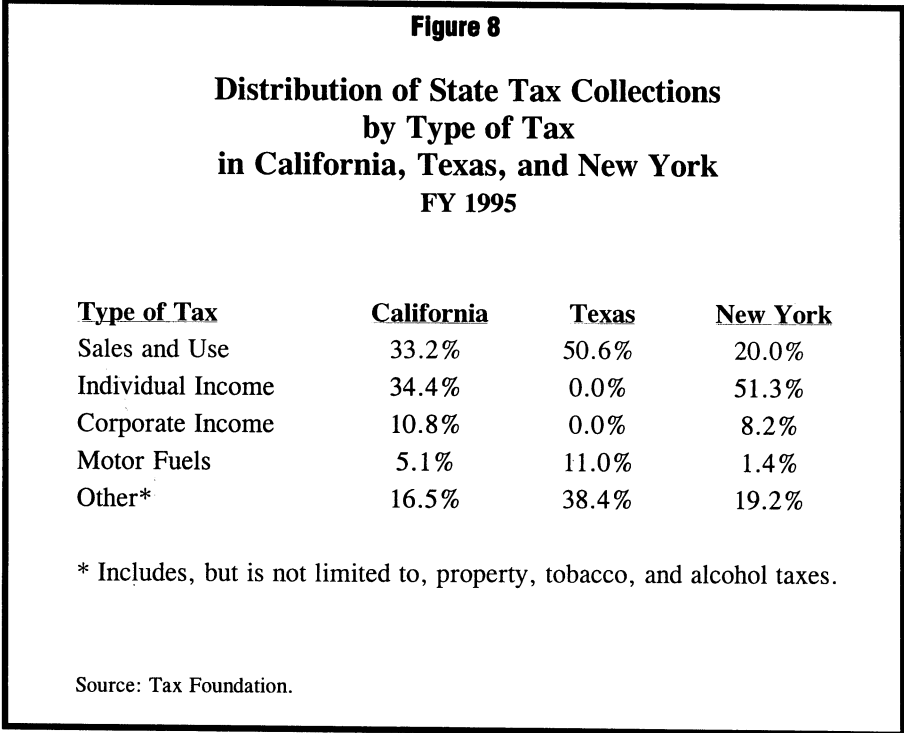 Figure 8
Distribution of State Tax Collections
by Type of Tax
in California, Texas, and New York
FY 1995
Type of Tax California Texas New York
Sales and Use 33.2% 50.6% 20.0%
Individual Income 34.4% 0.0% 51.3%
Corporate Income 10.8% 0.0% 8.2%
Motor Fuels 5.1% 11.0% 1.4%
Other* 16.5% 38.4% 19.2%
* Includes, but is not limited to, property, tobacco, and alcohol taxes.
Source: Tax Foundation.